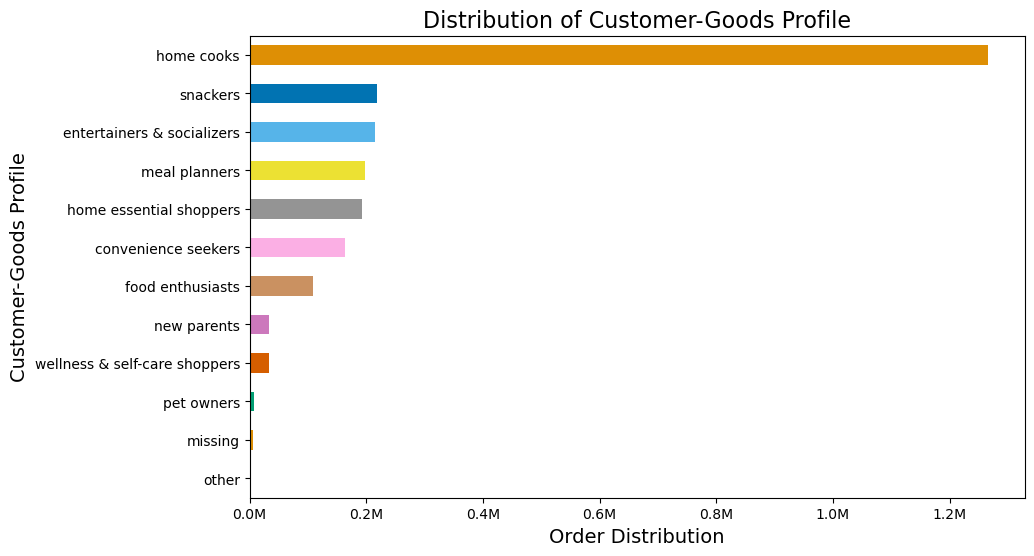 Distribution of Customer-Goods Profile
Customer-Goods Profile
home cooks
snackers
entertainers & socializers
meal planners
home essential shoppers
convenience seekers
food enthusiasts
new parents
wellness & self-care shoppers
pet owners
missing
other
0.0M 0.2M 0.4M 0.6M 0.8M 1.0M 1.2M
Order Distribution